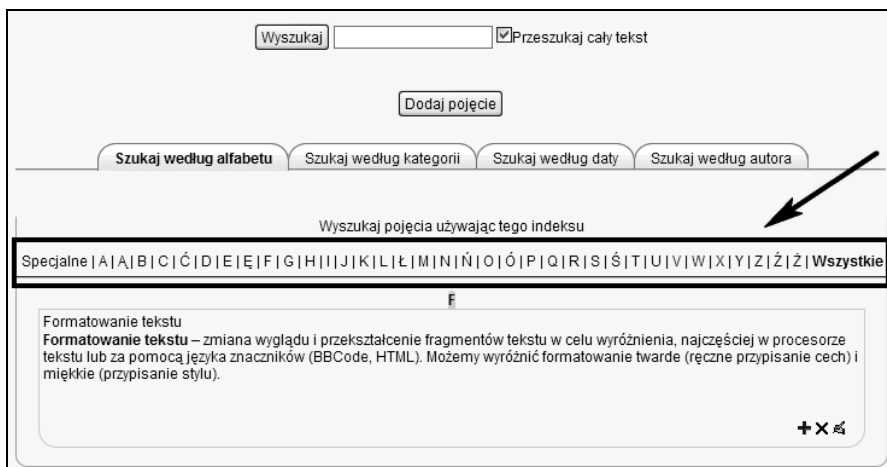 Wyszukaj Przeszukaj cały tekst
Dodaj pojęcie
Szukaj według alfabetu Szukaj według kategorii Szukaj według daty Szukaj według autora
Wyszukaj pojęcia używając tego indeksu
Specjalne | A | Ą | B | C | Ć | D | E | Ę | F | G | H | I | J | K | L | Ł | M | N | Ń | O | Ó | P | Q | R | S | Ś | T | U | V | W | X | Y | Z | Ź | Ż | Wszystkie
F
Formatowanie tekstu
Formatowanie tekstu – zmiana wyglądu i przekształcenie fragmentów tekstu w celu wyróżnienia, najczęściej w procesorze
tekstu lub za pomocą języka znaczników (BBCode, HTML). Możemy wyróżnić formatowanie twarde (ręczne przypisanie cech) i
miękkie (przypisanie stylu).